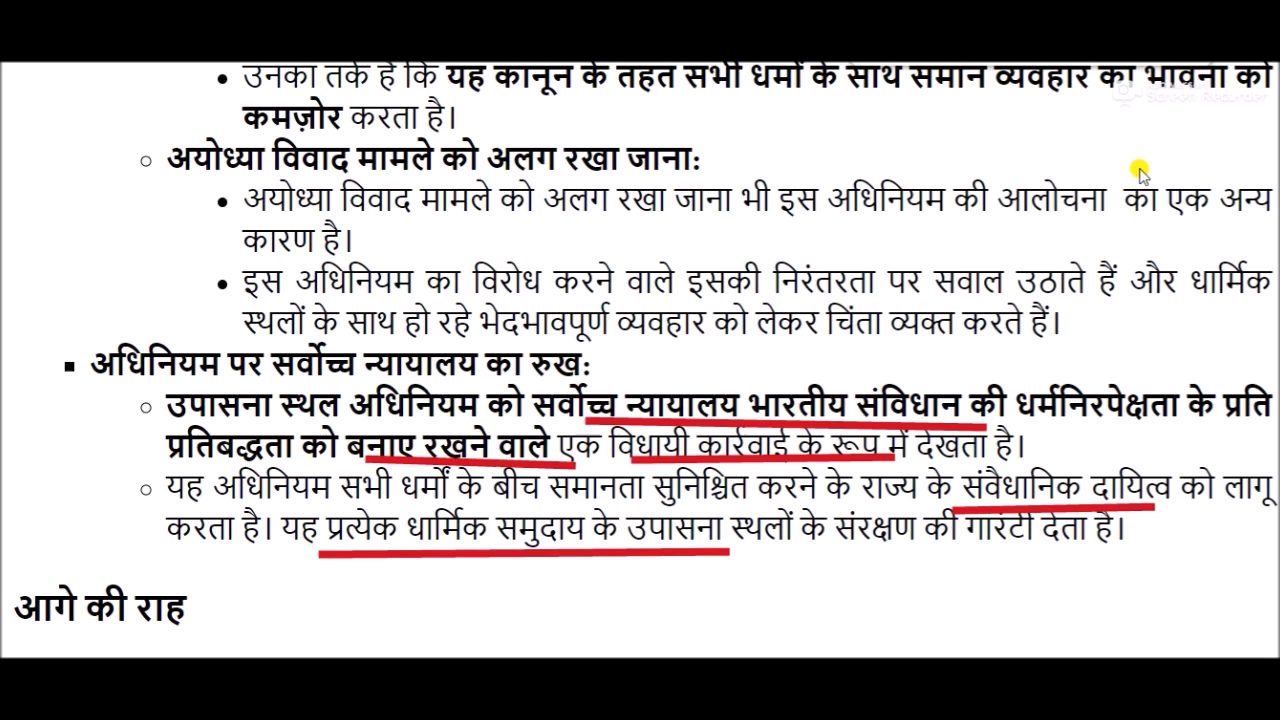 उनका तर्क है कि यह कानून के तहत सभी धर्मों के साथ समान व्यवहार की भावना को
कमज़ोर करता है।
अयोध्या विवाद मामले को अलग रखा जाना:
अयोध्या विवाद मामले को अलग रखा जाना भी इस अधिनियम की आलोचना का एक अन्य
कारण है।
इस अधिनियम का विरोध करने वाले इसकी निरंतरता पर सवाल उठाते हैं और धार्मिक
स्थलों के साथ हो रहे भेदभावपूर्ण व्यवहार को लेकर चिंता व्यक्त करते हैं।
अधिनियम पर सर्वोच्च न्यायालय का रुख:
उपासना स्थल अधिनियम को सर्वोच्च न्यायालय भारतीय संविधान की धर्मनिरपेक्षता के प्रति
प्रतिबद्धता को बनाए रखने वाले एक विधायी कार्रवाई के रूप में देखता है।
यह अधिनियम सभी धर्मों के बीच समानता सुनिश्चित करने के राज्य के संवैधानिक दायित्व को लागू
करता है। यह प्रत्येक धार्मिक समुदाय के उपासना स्थलों के संरक्षण की गारंटी देता है।
आगे की राह